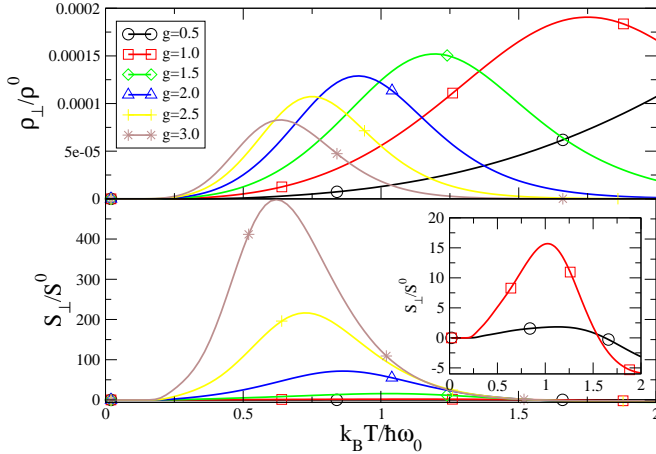 0.0002
0.00015
0.0001
5e-05
0
ρ⊥/ρ⁰
g=0.5
g=1.0
g=1.5
g=2.0
g=2.5
g=3.0
400
300
200
100
0
S⊥/S⁰
20
15
10
5
0
-5
S⊥/S⁰
0 0.5 1 1.5 2
0 0.5 1 1.5 2
k_BT/ħω₀